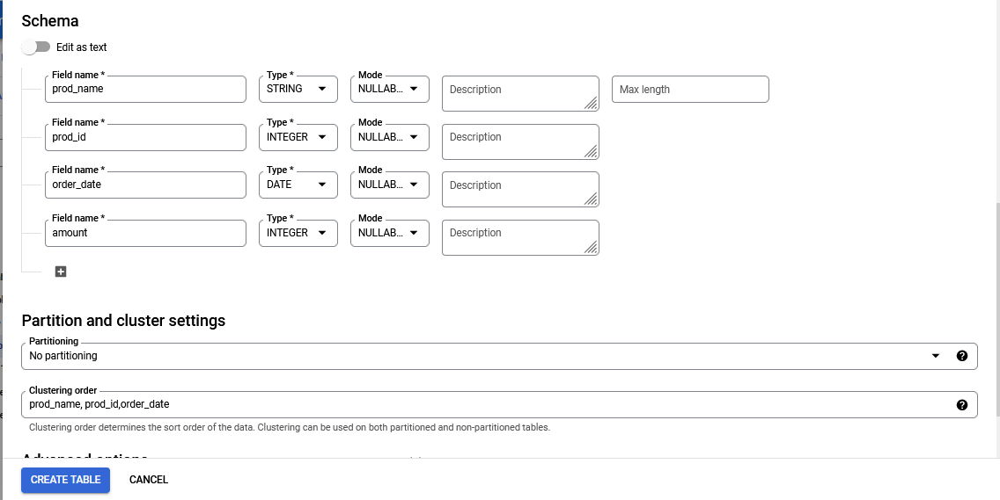 Schema
Edit as text
Field name * Type * Mode
prod_name STRING NULLAB... Description Max length
Field name * Type * Mode
prod_id INTEGER NULLAB... Description
Field name * Type * Mode
order_date DATE NULLAB... Description
Field name * Type * Mode
amount INTEGER NULLAB... Description
Partition and cluster settings
Partitioning
No partitioning
Clustering order
prod_name, prod_id,order_date
Clustering order determines the sort order of the data. Clustering can be used on both partitioned and non-partitioned tables.
Advanced options
CREATE TABLE CANCEL